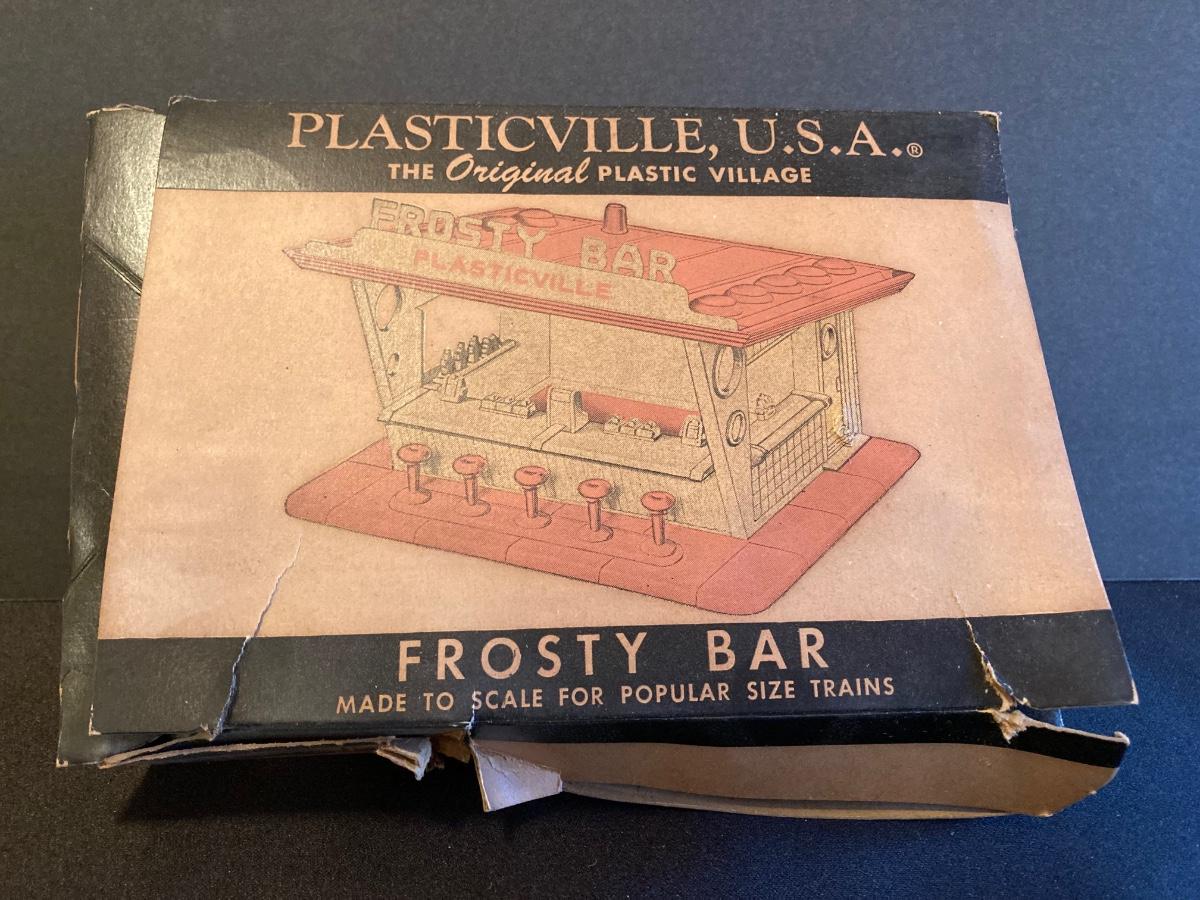 PLASTICVILLE, U.S.A.®
THE Original PLASTIC VILLAGE
FROSTY BAR
PLASTICVILLE
FROSTY BAR
MADE TO SCALE FOR POPULAR SIZE TRAINS